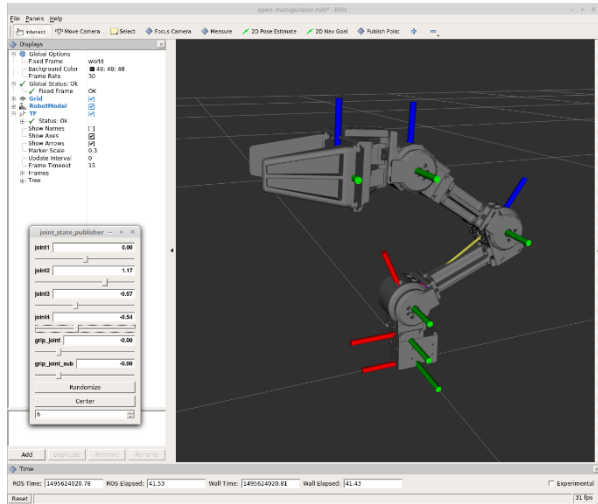 open_manipulator.rviz* - RViz
File Panels Help
Interact Move Camera Select Focus Camera Measure 2D Pose Estimate 2D Nav Goal Publish Point
Displays
Global Options
Fixed Frame world
Background Color 48; 48; 48
Frame Rate 30
Global Status: Ok
Fixed Frame OK
Grid
RobotModel
TF
Status: Ok
Show Names
Show Axes
Show Arrows
Marker Scale 0.3
Update Interval 0
Frame Timeout 15
Frames
Tree
joint_state_publisher
joint1 0.00
joint2 1.17
joint3 -0.57
joint4 -0.54
grip_joint -0.00
grip_joint_sub -0.00
Randomize
Center
6
Add Duplicate Remove Rename
Time
ROS Time: 1495624020.78 ROS Elapsed: 41.53 Wall Time: 1495624020.81 Wall Elapsed: 41.43 Experimental
Reset 31 fps